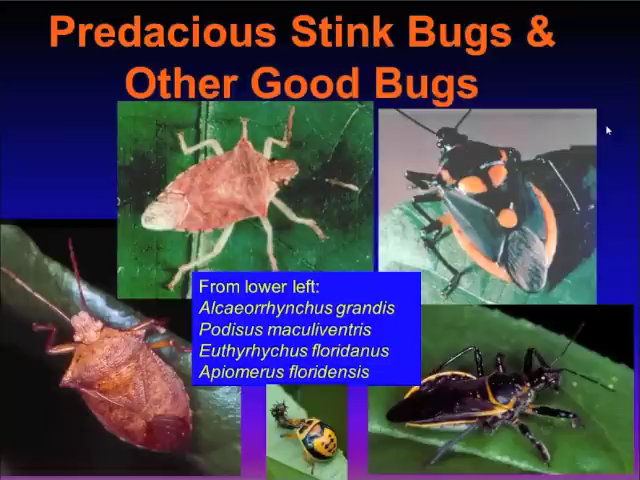 Predacious Stink Bugs &
Other Good Bugs
From lower left:
Alcaeorrhynchus grandis
Podisus maculiventris
Euthyrhychus floridanus
Apiomerus floridensis